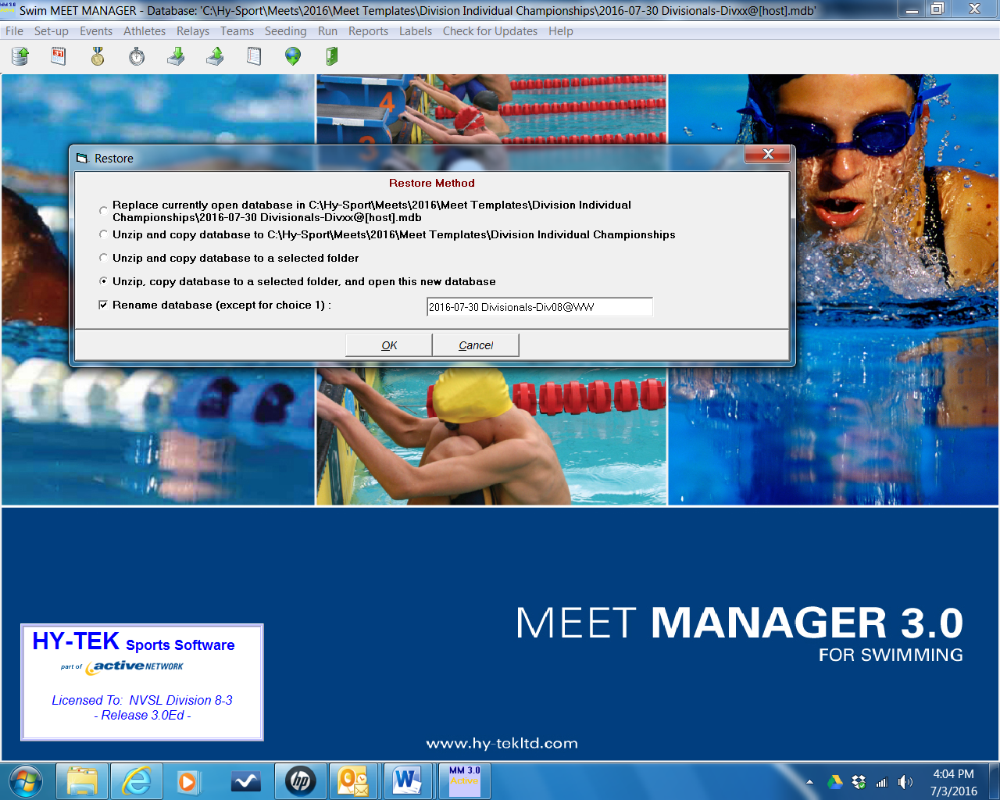 MM 3.0
Swim MEET MANAGER - Database: 'C:\Hy-Sport\Meets\2016\Meet Templates\Division Individual Championships\2016-07-30 Divisionals-Divxx@[host].mdb'
File Set-up Events Athletes Relays Teams Seeding Run Reports Labels Check for Updates Help
31
4
3
Restore
Restore Method
Replace currently open database in C:\Hy-Sport\Meets\2016\Meet Templates\Division Individual
Championships\2016-07-30 Divisionals-Divxx@[host].mdb
Unzip and copy database to C:\Hy-Sport\Meets\2016\Meet Templates\Division Individual Championships
Unzip and copy database to a selected folder
Unzip, copy database to a selected folder, and open this new database
Rename database (except for choice 1) :
2016-07-30 Divisionals-Div08@WW
OK Cancel
MEET MANAGER 3.0
FOR SWIMMING
HY-TEK Sports Software
part of activeNETWORK
Licensed To: NVSL Division 8-3
- Release 3.0Ed -
www.hy-tekltd.com
hp
MM 3.0
Active
4:04 PM
7/3/2016